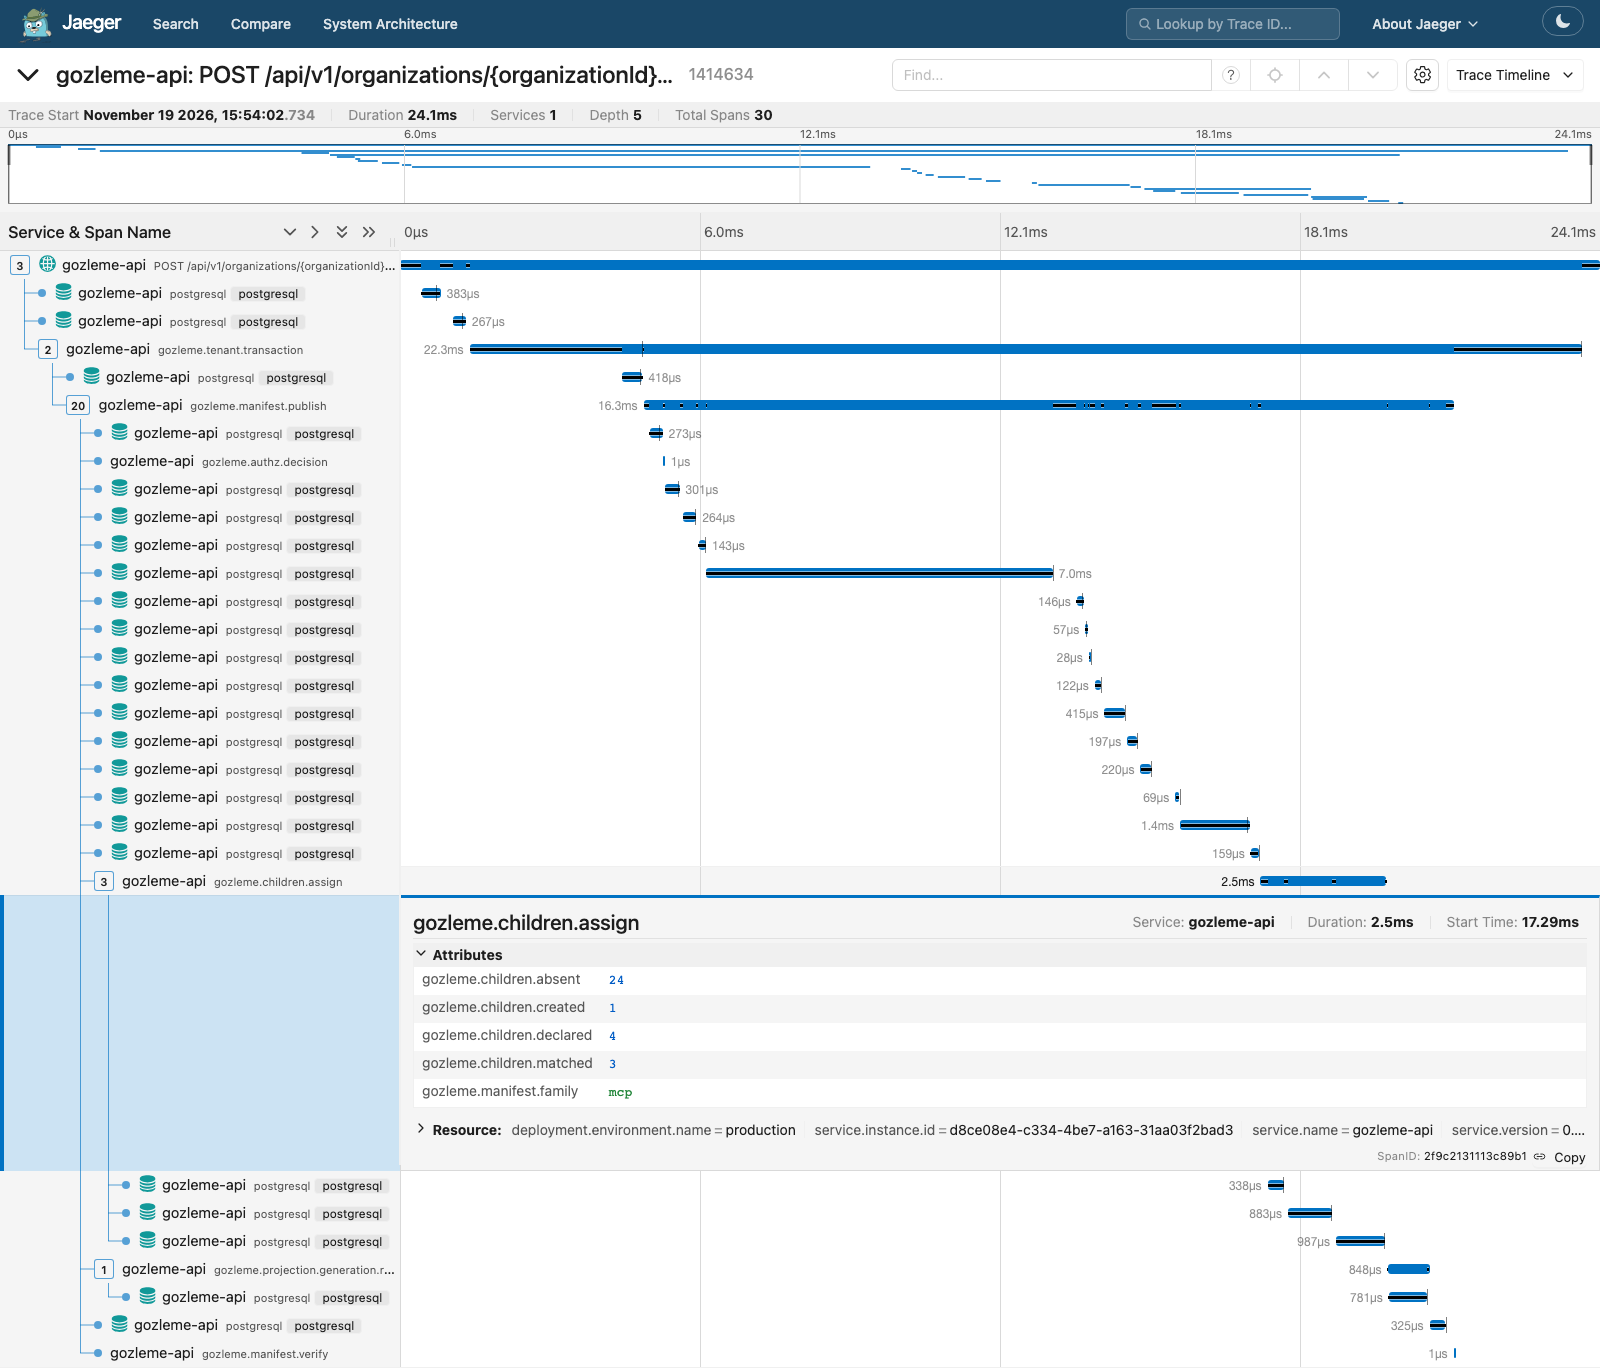 Jaeger Search Compare System Architecture Lookup by Trace ID... About Jaeger
gozleme-api: POST /api/v1/organizations/{organizationId}... 1414634 Find... ? Trace Timeline
Trace Start November 19 2026, 15:54:02.734 Duration 24.1ms Services 1 Depth 5 Total Spans 30
0μs 6.0ms 12.1ms 18.1ms 24.1ms
Service & Span Name 0μs 6.0ms 12.1ms 18.1ms 24.1ms
3 gozleme-api POST /api/v1/organizations/{organizationId}...
gozleme-api postgresql postgresql 383μs
gozleme-api postgresql postgresql 267μs
2 gozleme-api gozleme.tenant.transaction 22.3ms
gozleme-api postgresql postgresql 418μs
20 gozleme-api gozleme.manifest.publish 16.3ms
gozleme-api postgresql postgresql 273μs
gozleme-api gozleme.authz.decision 1μs
gozleme-api postgresql postgresql 301μs
gozleme-api postgresql postgresql 264μs
gozleme-api postgresql postgresql 143μs
gozleme-api postgresql postgresql 7.0ms
gozleme-api postgresql postgresql 146μs
gozleme-api postgresql postgresql 57μs
gozleme-api postgresql postgresql 28μs
gozleme-api postgresql postgresql 122μs
gozleme-api postgresql postgresql 415μs
gozleme-api postgresql postgresql 197μs
gozleme-api postgresql postgresql 220μs
gozleme-api postgresql postgresql 69μs
gozleme-api postgresql postgresql 1.4ms
gozleme-api postgresql postgresql 159μs
3 gozleme-api gozleme.children.assign 2.5ms
gozleme.children.assign Service: gozleme-api Duration: 2.5ms Start Time: 17.29ms
Attributes
gozleme.children.absent 24
gozleme.children.created 1
gozleme.children.declared 4
gozleme.children.matched 3
gozleme.manifest.family mcp
Resource: deployment.environment.name = production service.instance.id = d8ce08e4-c334-4be7-a163-31aa03f2bad3 service.name = gozleme-api service.version = 0....
SpanID: 2f9c2131113c89b1 Copy
gozleme-api postgresql postgresql 338μs
gozleme-api postgresql postgresql 883μs
gozleme-api postgresql postgresql 987μs
1 gozleme-api gozleme.projection.generation.r... 848μs
gozleme-api postgresql postgresql 781μs
gozleme-api postgresql postgresql 325μs
gozleme-api gozleme.manifest.verify 1μs